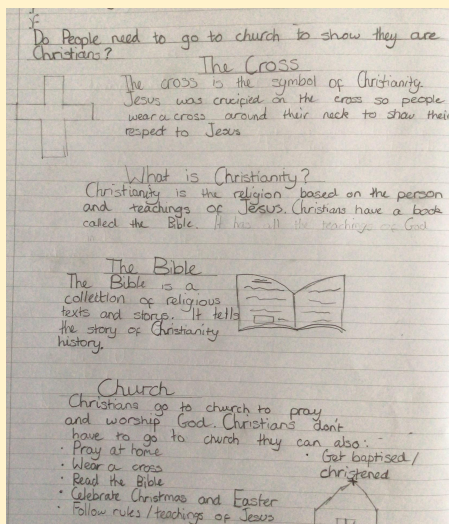 Do People need to go to church to show they are
Christians?
The Cross
The cross is the symbol of Christianity.
Jesus was crucipied on the cross so people
wear a cross around their neck to show their
respect to Jesus
What is Christianity?
Christianity is the religion based on the person
and teachings of Jesus. Christians have a book
called the Bible. It has all the teachings of God
The Bible
The Bible is a
collection of religious
texts and storys. It tells
the story of Christianity
history.
Church
Christians go to church to pray
and worship God. Christians don't
have to go to church they can also:
· Pray at home
· Wear a cross
· Read the Bible
· Celebrate Christmas and Easter
· Follow rules/teachings of Jesus
· Get baptised/
christened